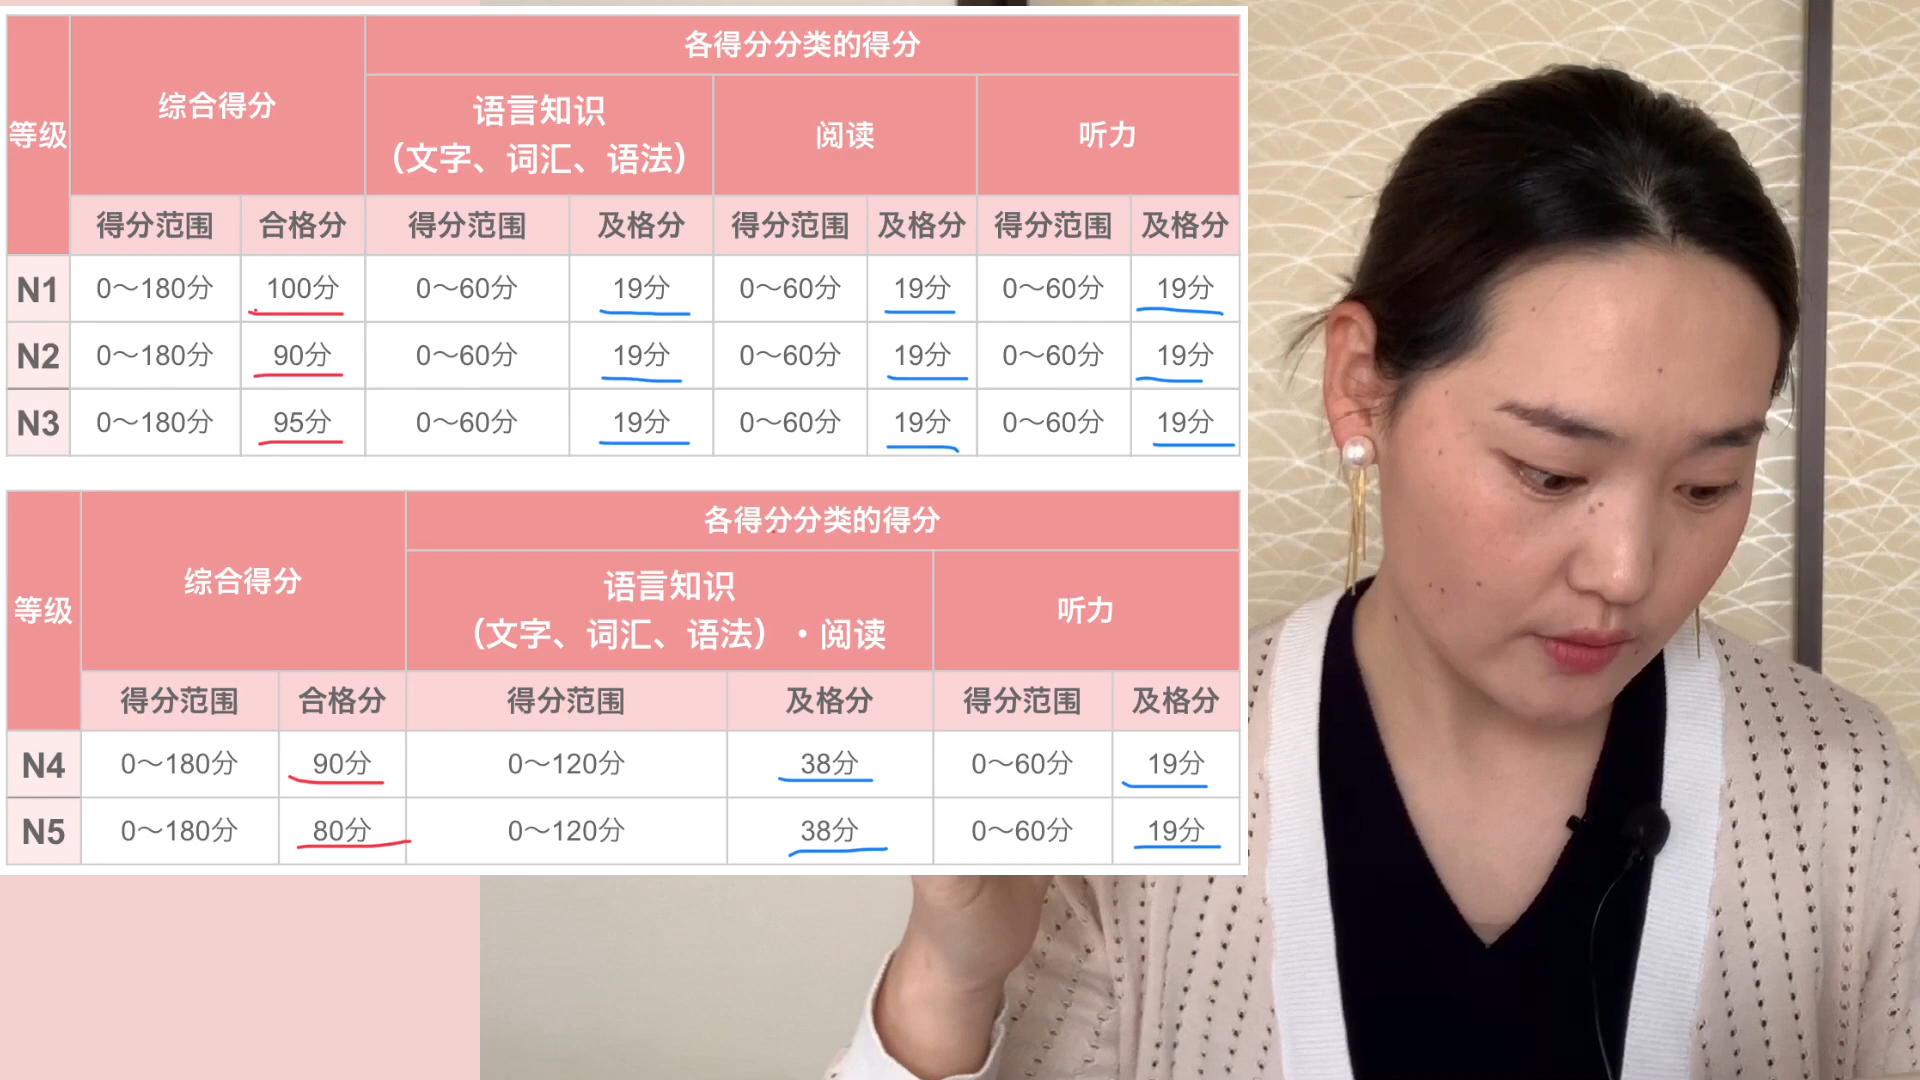 等级 综合得分 各得分分类的得分
语言知识
（文字、词汇、语法） 阅读 听力
得分范围 合格分 得分范围 及格分 得分范围 及格分 得分范围 及格分
N1 0～180分 100分 0～60分 19分 0～60分 19分 0～60分 19分
N2 0～180分 90分 0～60分 19分 0～60分 19分 0～60分 19分
N3 0～180分 95分 0～60分 19分 0～60分 19分 0～60分 19分
等级 综合得分 各得分分类的得分
语言知识
（文字、词汇、语法）・阅读 听力
得分范围 合格分 得分范围 及格分 得分范围 及格分
N4 0～180分 90分 0～120分 38分 0～60分 19分
N5 0～180分 80分 0～120分 38分 0～60分 19分